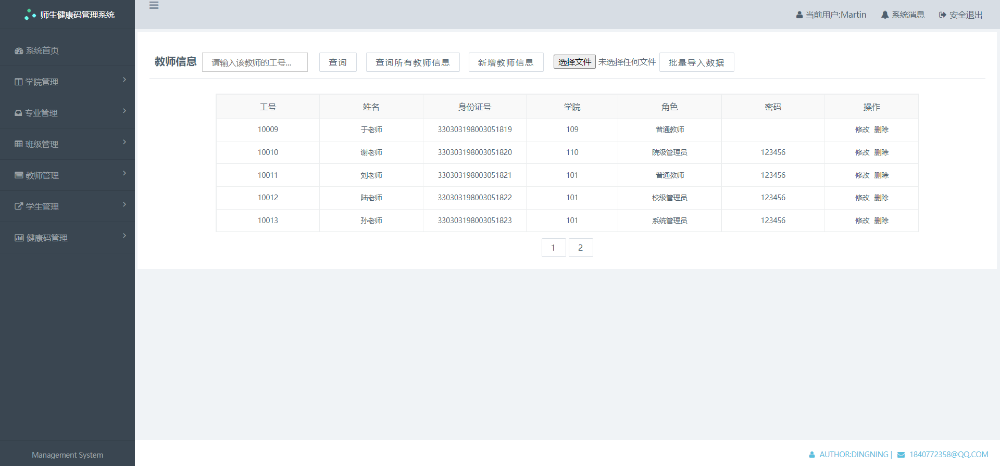 师生健康码管理系统
当前用户:Martin 系统消息 安全退出
系统首页
学院管理
专业管理
班级管理
教师管理
学生管理
健康码管理
Management System
教师信息 请输入该教师的工号... 查询 查询所有教师信息 新增教师信息 选择文件 未选择任何文件 批量导入数据
工号 姓名 身份证号 学院 角色 密码 操作
10009 于老师 330303198003051819 109 普通教师 修改 删除
10010 谢老师 330303198003051820 110 院级管理员 123456 修改 删除
10011 刘老师 330303198003051821 101 普通教师 123456 修改 删除
10012 陆老师 330303198003051822 101 校级管理员 123456 修改 删除
10013 孙老师 330303198003051823 101 系统管理员 123456 修改 删除
1 2
AUTHOR:DINGNING | 1840772358@QQ.COM